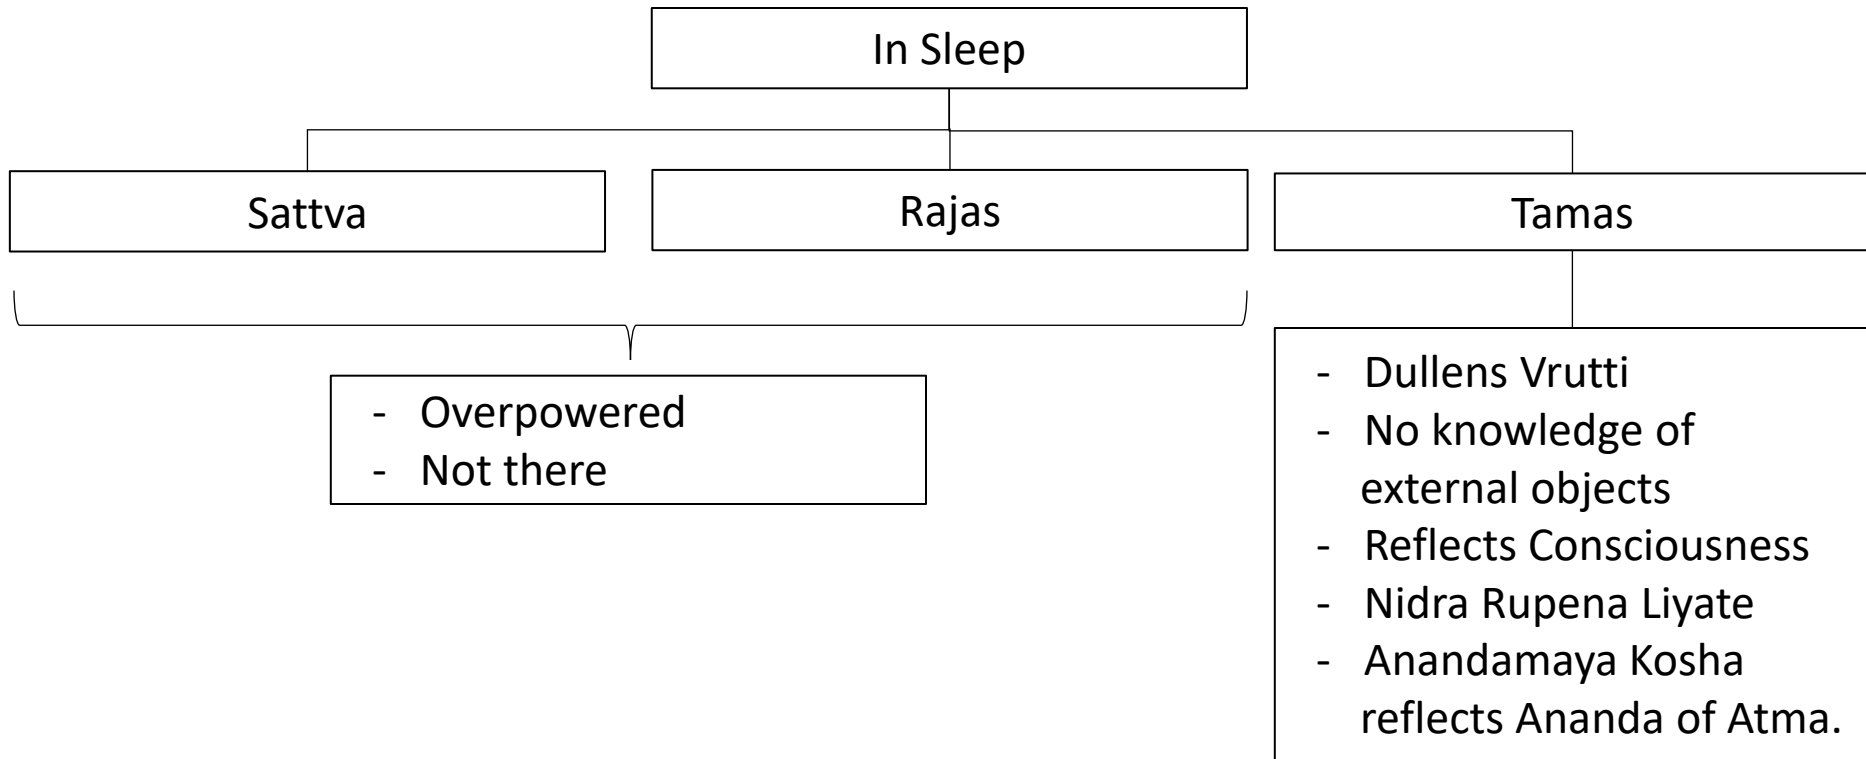 In Sleep
Sattva
Rajas
Tamas
- Overpowered
- Not there
- Dullens Vrutti
- No knowledge of
external objects
- Reflects Consciousness
- Nidra Rupena Liyate
- Anandamaya Kosha
reflects Ananda of Atma.